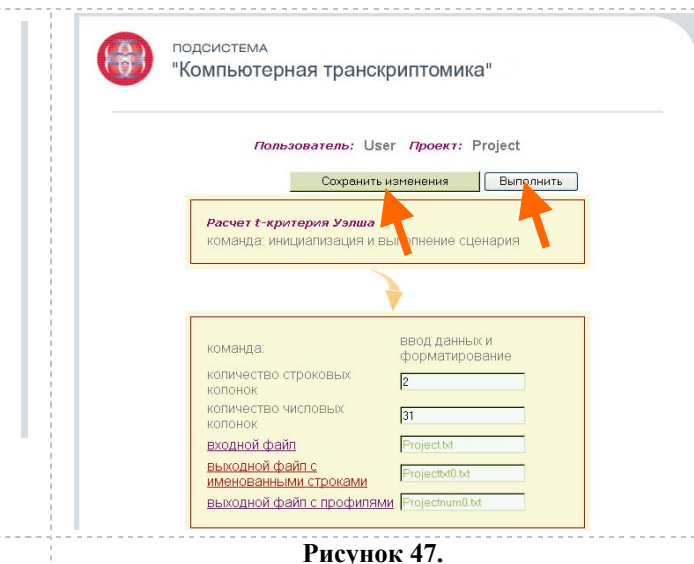 ПОДСИСТЕМА
"Компьютерная транскриптомика"
Пользователь: User Проект: Project
Сохранить изменения Выполнить
Расчет t-критерия Уэлша
команда: инициализация и выполнение сценария
команда: ввод данных и форматирование
количество строковых колонок 2
количество числовых колонок 31
входной файл Project.txt
выходной файл с именованными строками Projecttxt0.txt
выходной файл с профилями Projectnum0.txt
Рисунок 47.